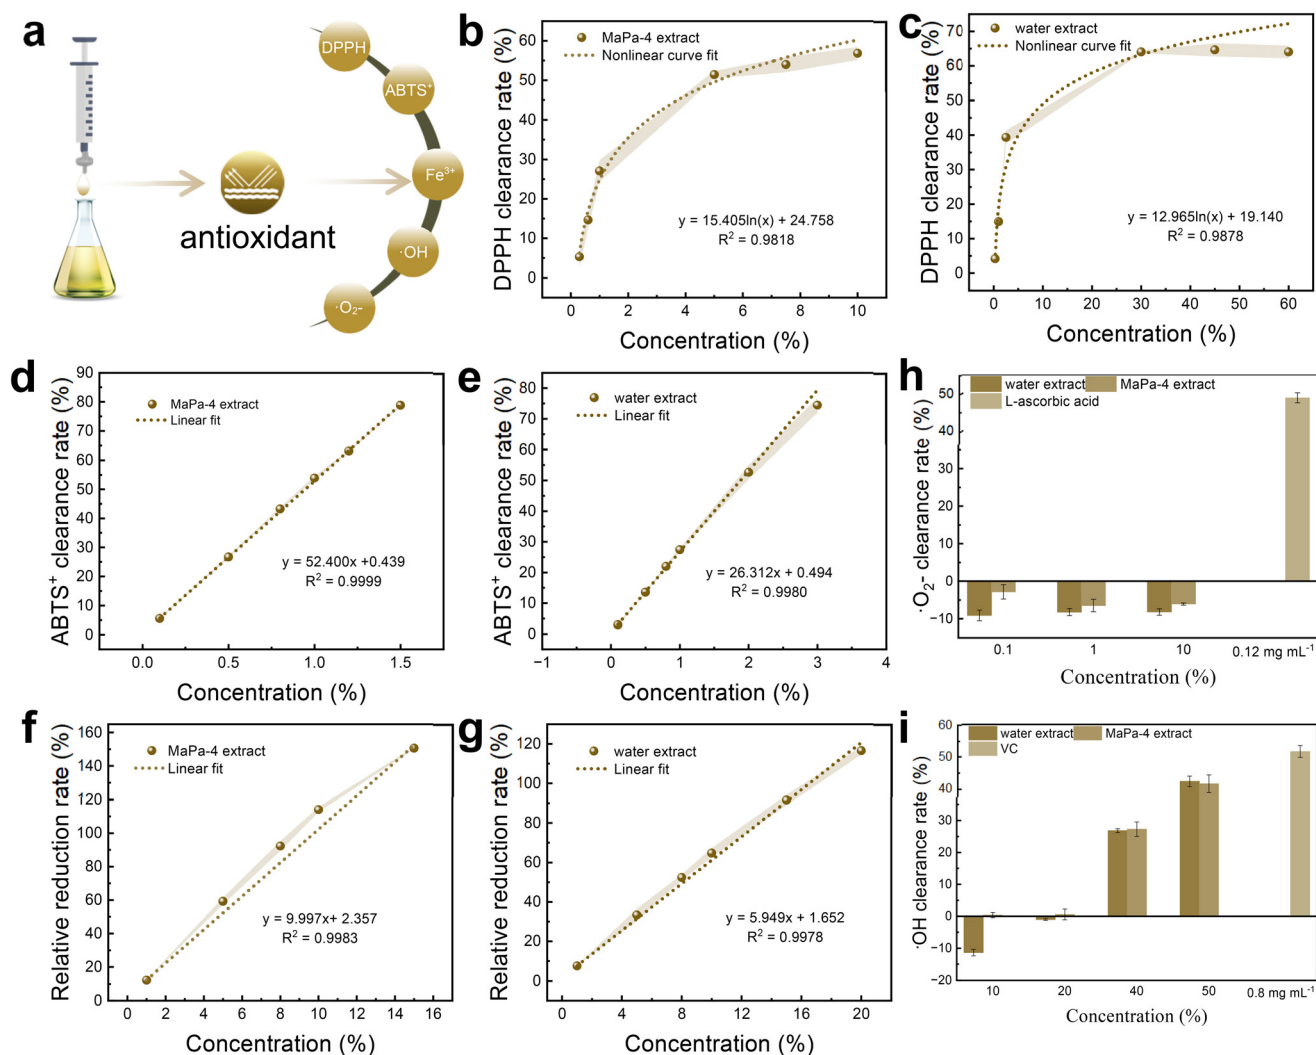 a
DPPH
ABTS⁺
Fe³⁺
·OH
·O₂-
antioxidant
b
DPPH clearance rate (%)
60
50
40
30
20
10
0
MaPa-4 extract
Nonlinear curve fit
y = 15.405ln(x) + 24.758
R² = 0.9818
0 2 4 6 8 10
Concentration (%)
c
DPPH clearance rate (%)
70
60
50
40
30
20
10
0
water extract
Nonlinear curve fit
y = 12.965ln(x) + 19.140
R² = 0.9878
0 10 20 30 40 50 60
Concentration (%)
d
ABTS⁺ clearance rate (%)
90
80
70
60
50
40
30
20
10
0
MaPa-4 extract
Linear fit
y = 52.400x +0.439
R² = 0.9999
0.0 0.5 1.0 1.5
Concentration (%)
e
ABTS⁺ clearance rate (%)
80
70
60
50
40
30
20
10
0
water extract
Linear fit
y = 26.312x + 0.494
R² = 0.9980
−1 0 1 2 3 4
Concentration (%)
h
·O₂- clearance rate (%)
50
40
30
20
10
0
−10
water extract MaPa-4 extract
L-ascorbic acid
0.1 1 10 0.12 mg mL⁻¹
Concentration (%)
f
Relative reduction rate (%)
160
140
120
100
80
60
40
20
0
MaPa-4 extract
Linear fit
y = 9.997x+ 2.357
R² = 0.9983
0 2 4 6 8 10 12 14 16
Concentration (%)
g
Relative reduction rate (%)
120
100
80
60
40
20
0
water extract
Linear fit
y = 5.949x + 1.652
R² = 0.9978
0 4 8 12 16 20
Concentration (%)
i
·OH clearance rate (%)
60
50
40
30
20
10
0
−10
−20
water extract MaPa-4 extract
VC
10 20 40 50 0.8 mg mL⁻¹
Concentration (%)